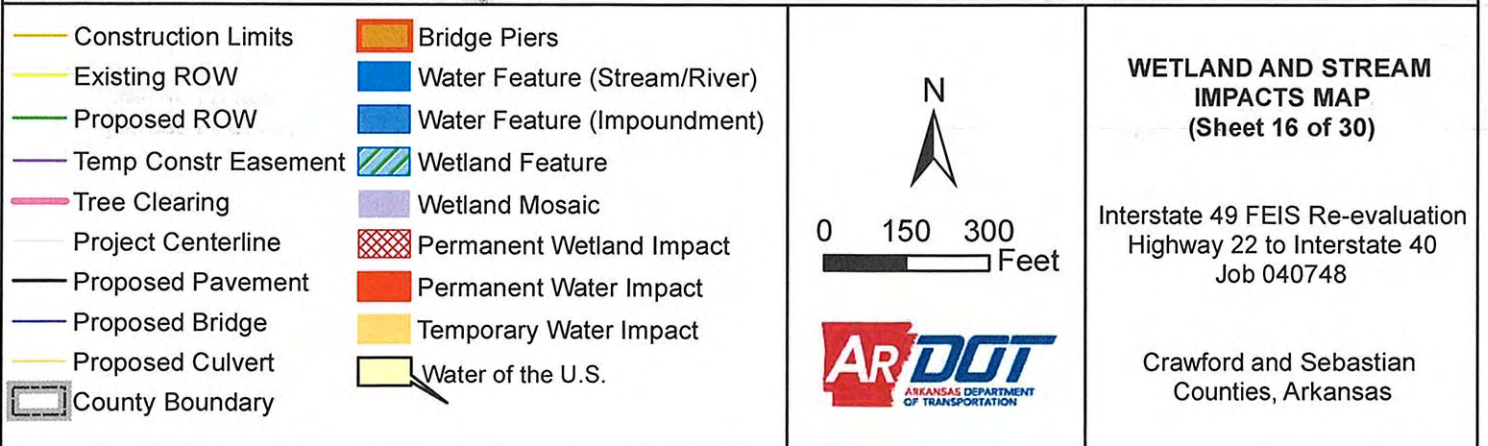 Construction Limits
Existing ROW
Proposed ROW
Temp Constr Easement
Tree Clearing
Project Centerline
Proposed Pavement
Proposed Bridge
Proposed Culvert
County Boundary
Bridge Piers
Water Feature (Stream/River)
Water Feature (Impoundment)
Wetland Feature
Wetland Mosaic
Permanent Wetland Impact
Permanent Water Impact
Temporary Water Impact
Water of the U.S.
N
0 150 300
Feet
ARDOT
ARKANSAS DEPARTMENT
OF TRANSPORTATION
WETLAND AND STREAM
IMPACTS MAP
(Sheet 16 of 30)
Interstate 49 FEIS Re-evaluation
Highway 22 to Interstate 40
Job 040748
Crawford and Sebastian
Counties, Arkansas